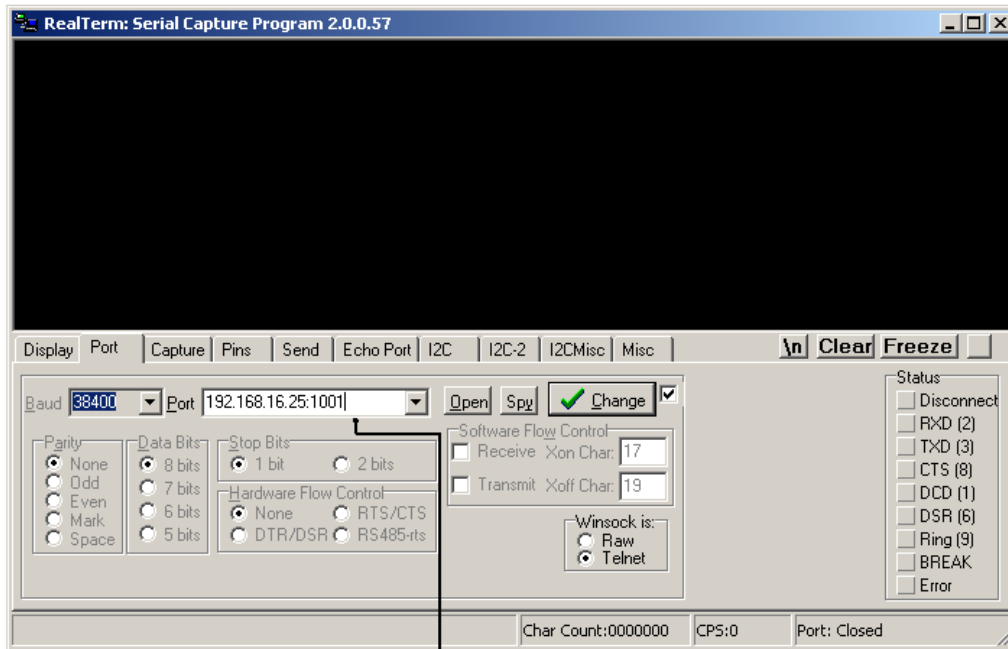 RealTerm: Serial Capture Program 2.0.0.57
Display Port Capture Pins Send Echo Port I2C I2C-2 I2CMisc Misc \n Clear Freeze
Status
Baud 38400 Port 192.168.16.25:1001 Open Spy Change
Disconnect
RXD (2)
TXD (3)
CTS (8)
DCD (1)
DSR (6)
Ring (9)
BREAK
Error
Parity
None
Odd
Even
Mark
Space
Data Bits
8 bits
7 bits
6 bits
5 bits
Stop Bits
1 bit 2 bits
Hardware Flow Control
None RTS/CTS
DTR/DSR RS485-rts
Software Flow Control
Receive Xon Char: 17
Transmit Xoff Char: 19
Winsock is:
Raw
Telnet
Char Count:0000000 CPS:0 Port: Closed